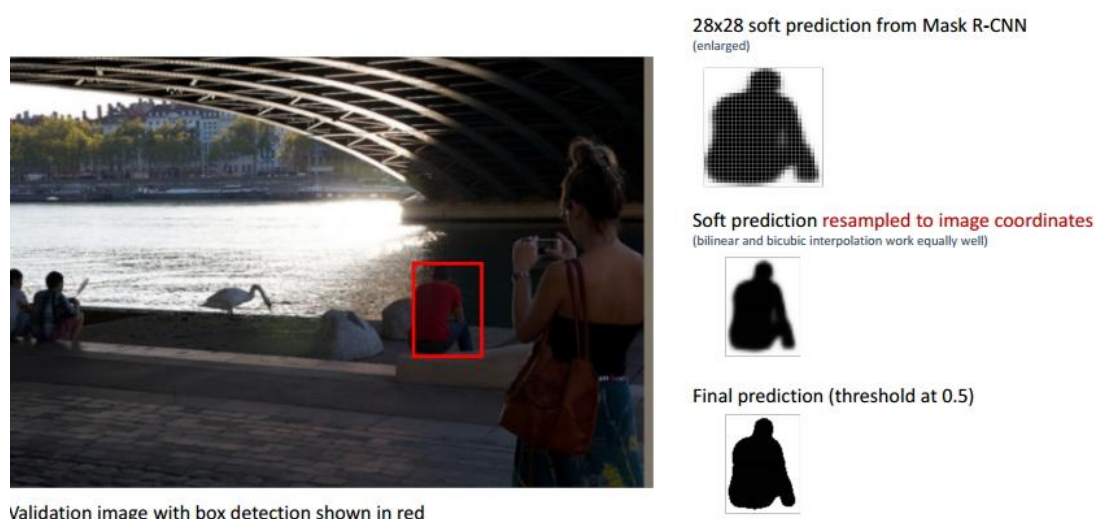 28x28 soft prediction from Mask R-CNN
(enlarged)
Soft prediction resampled to image coordinates
(bilinear and bicubic interpolation work equally well)
Final prediction (threshold at 0.5)
Validation image with box detection shown in red